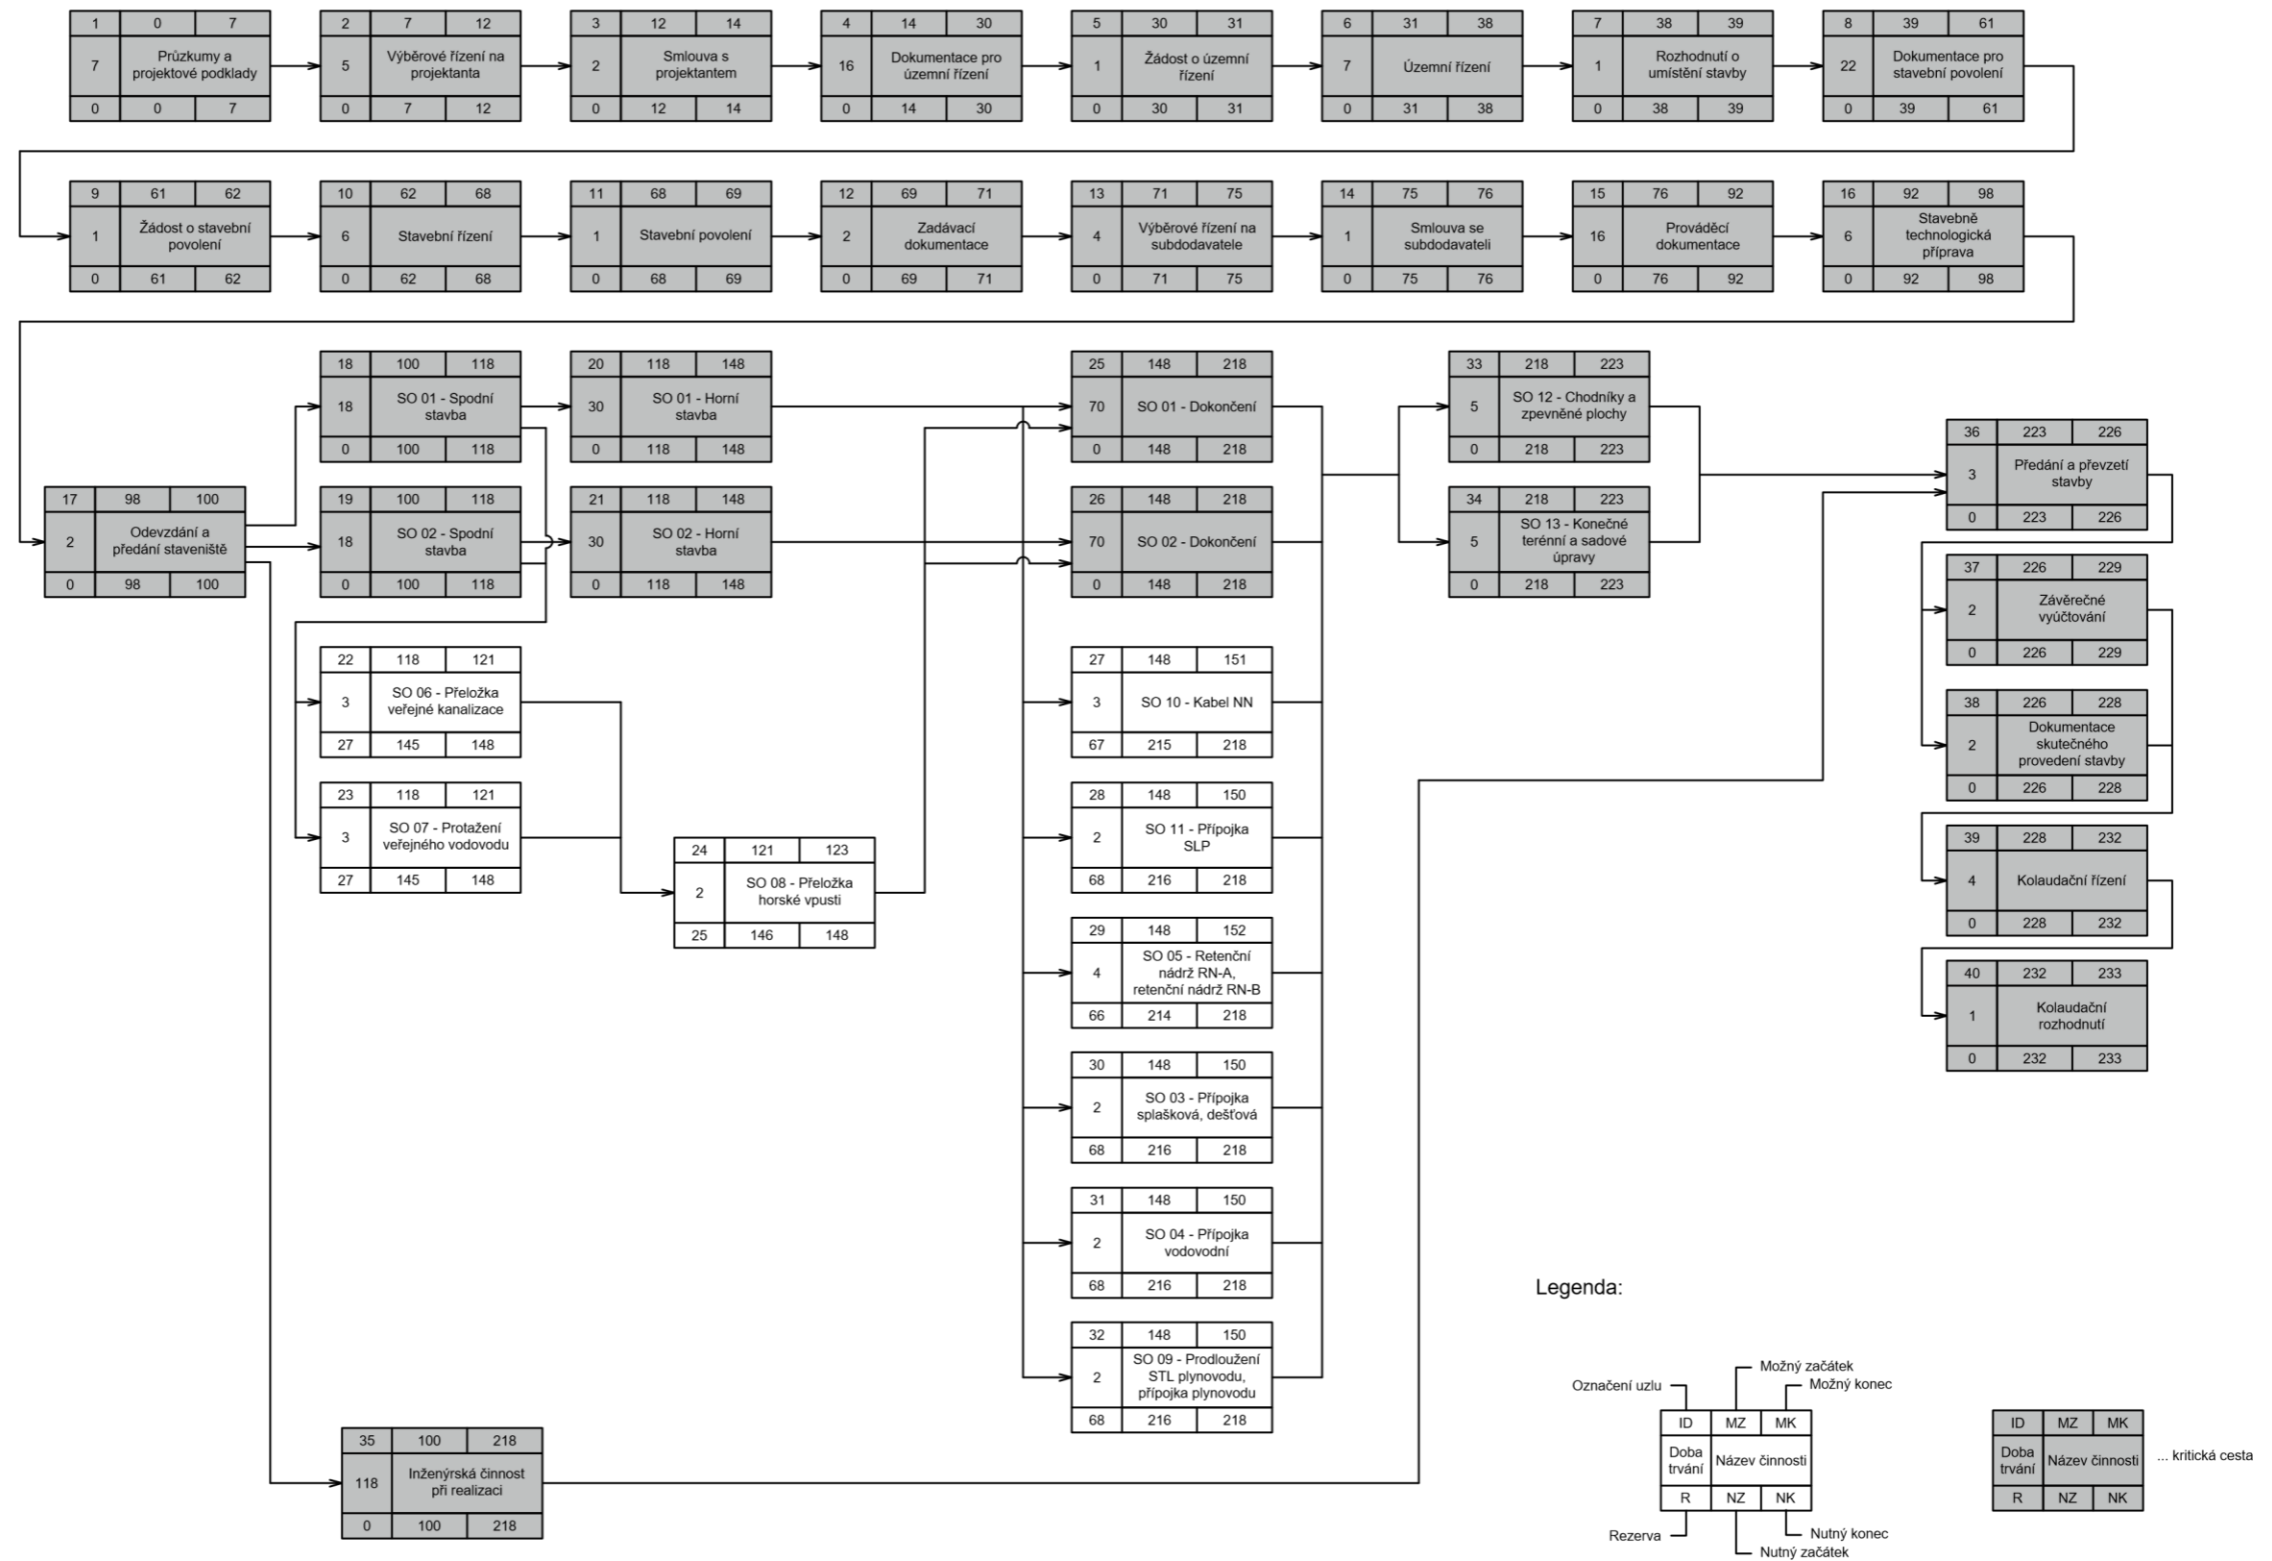 1 0 7
7 Průzkumy a
projektové podklady
0 0 7
2 7 12
5 Výběrové řízení na
projektanta
0 7 12
3 12 14
2 Smlouva s
projektantem
0 12 14
4 14 30
16 Dokumentace pro
územní řízení
0 14 30
5 30 31
1 Žádost o územní
řízení
0 30 31
6 31 38
7 Územní řízení
0 31 38
7 38 39
1 Rozhodnutí o
umístění stavby
0 38 39
8 39 61
22 Dokumentace pro
stavební povolení
0 39 61
9 61 62
1 Žádost o stavební
povolení
0 61 62
10 62 68
6 Stavební řízení
0 62 68
11 68 69
1 Stavební povolení
0 68 69
12 69 71
2 Zadávací
dokumentace
0 69 71
13 71 75
4 Výběrové řízení na
subdodavatele
0 71 75
14 75 76
1 Smlouva se
subdodavateli
0 75 76
15 76 92
16 Prováděcí
dokumentace
0 76 92
16 92 98
6 Stavebně
technologická
příprava
0 92 98
17 98 100
2 Odevzdání a
předání staveniště
0 98 100
18 100 118
18 SO 01 - Spodní
stavba
0 100 118
19 100 118
18 SO 02 - Spodní
stavba
0 100 118
20 118 148
30 SO 01 - Horní
stavba
0 118 148
21 118 148
30 SO 02 - Horní
stavba
0 118 148
22 118 121
3 SO 06 - Přeložka
veřejné kanalizace
27 145 148
23 118 121
3 SO 07 - Protažení
veřejného vodovodu
27 145 148
24 121 123
2 SO 08 - Přeložka
horské vpusti
25 146 148
25 148 218
70 SO 01 - Dokončení
0 148 218
26 148 218
70 SO 02 - Dokončení
0 148 218
27 148 151
3 SO 10 - Kabel NN
67 215 218
28 148 150
2 SO 11 - Přípojka
SLP
68 216 218
29 148 152
4 SO 05 - Retenční
nádrž RN-A,
retenční nádrž RN-B
66 214 218
30 148 150
2 SO 03 - Přípojka
splašková, dešťová
68 216 218
31 148 150
2 SO 04 - Přípojka
vodovodní
68 216 218
32 148 150
2 SO 09 - Prodloužení
STL plynovodu,
přípojka plynovodu
68 216 218
33 218 223
5 SO 12 - Chodníky a
zpevněné plochy
0 218 223
34 218 223
5 SO 13 - Konečné
terénní a sadové
úpravy
0 218 223
35 100 218
118 Inženýrská činnost
při realizaci
0 100 218
36 223 226
3 Předání a převzetí
stavby
0 223 226
37 226 229
2 Závěrečné
vyúčtování
0 226 229
38 226 228
2 Dokumentace
skutečného
provedení stavby
0 226 228
39 228 232
4 Kolaudační řízení
0 228 232
40 232 233
1 Kolaudační
rozhodnutí
0 232 233
Legenda:
Možný začátek
Označení uzlu
Možný konec
ID MZ MK
Doba
trvání
Název činnosti
R NZ NK
Rezerva
Nutný konec
Nutný začátek
ID MZ MK
Doba
trvání
Název činnosti
R NZ NK
... kritická cesta